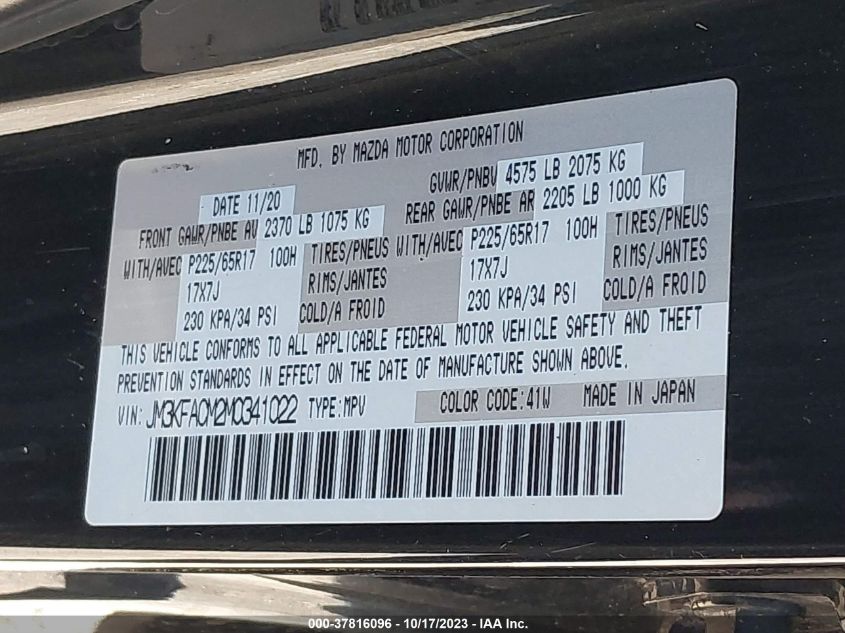 MFD. BY MAZDA MOTOR CORPORATION
DATE 11/20 GVWR/PNBV 4575 LB 2075 KG
FRONT GAWR/PNBE AV 2370 LB 1075 KG REAR GAWR/PNBE AR 2205 LB 1000 KG
WITH/AVEC P225/65R17 100H TIRES/PNEUS WITH/AVEC P225/65R17 100H TIRES/PNEUS
17X7J RIMS/JANTES 17X7J RIMS/JANTES
230 KPA/34 PSI COLD/A FROID 230 KPA/34 PSI COLD/A FROID
THIS VEHICLE CONFORMS TO ALL APPLICABLE FEDERAL MOTOR VEHICLE SAFETY AND THEFT
PREVENTION STANDARDS IN EFFECT ON THE DATE OF MANUFACTURE SHOWN ABOVE.
VIN: JM3KFACM2M0341022 TYPE:MPV COLOR CODE:41W MADE IN JAPAN
000-37816096 - 10/17/2023 - IAA Inc.